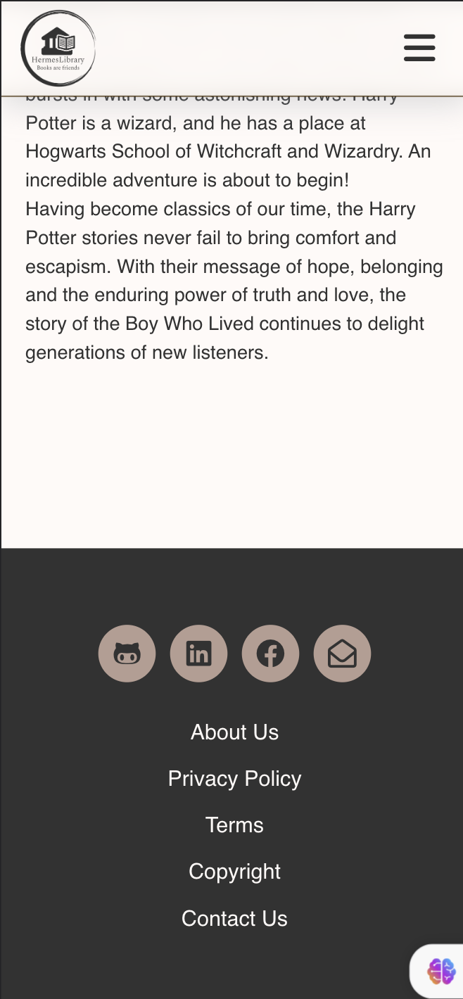 HermesLibrary
Books are friends
bursts in with some astonishing news: Harry
Potter is a wizard, and he has a place at
Hogwarts School of Witchcraft and Wizardry. An
incredible adventure is about to begin!
Having become classics of our time, the Harry
Potter stories never fail to bring comfort and
escapism. With their message of hope, belonging
and the enduring power of truth and love, the
story of the Boy Who Lived continues to delight
generations of new listeners.
About Us
Privacy Policy
Terms
Copyright
Contact Us